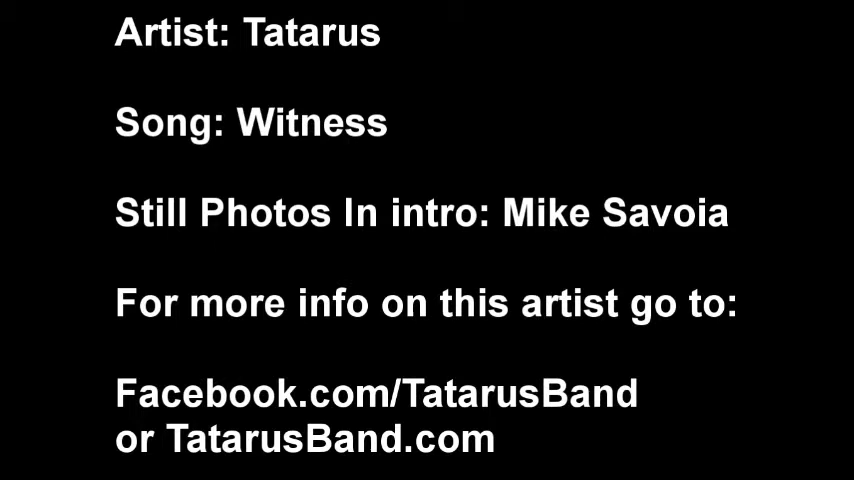 Artist: Tatarus
Song: Witness
Still Photos In intro: Mike Savoia
For more info on this artist go to:
Facebook.com/TatarusBand
or TatarusBand.com